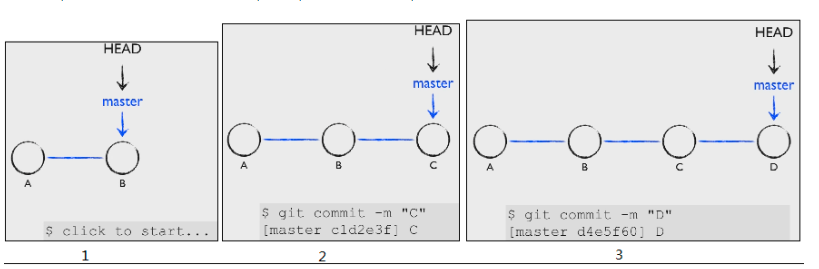 HEAD
master
A B
$ click to start...
1
HEAD
master
A B C
$ git commit -m "C"
[master c1d2e3f] C
2
HEAD
master
A B C D
$ git commit -m "D"
[master d4e5f60] D
3